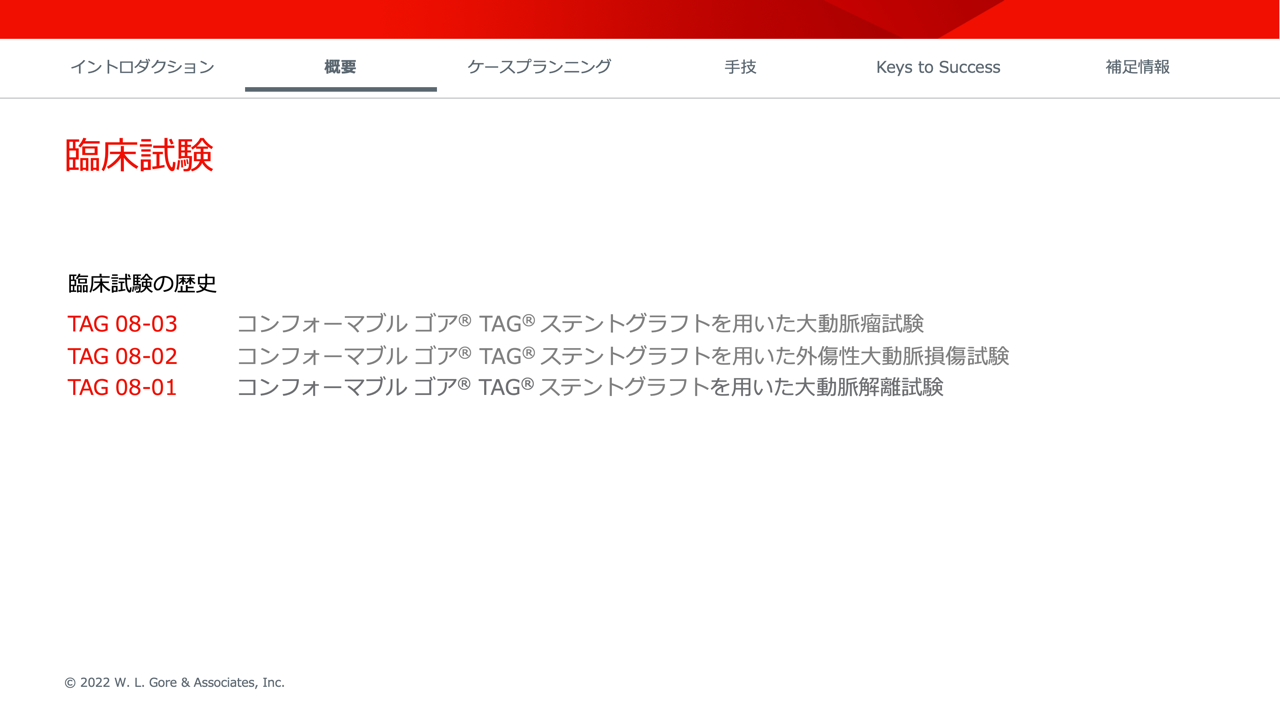 イントロダクション 概要 ケースプランニング 手技 Keys to Success 補足情報
臨床試験
臨床試験の歴史
TAG 08-03 コンフォーマブル ゴア® TAG® ステントグラフトを用いた大動脈瘤試験
TAG 08-02 コンフォーマブル ゴア® TAG® ステントグラフトを用いた外傷性大動脈損傷試験
TAG 08-01 コンフォーマブル ゴア® TAG® ステントグラフトを用いた大動脈解離試験
© 2022 W. L. Gore & Associates, Inc.